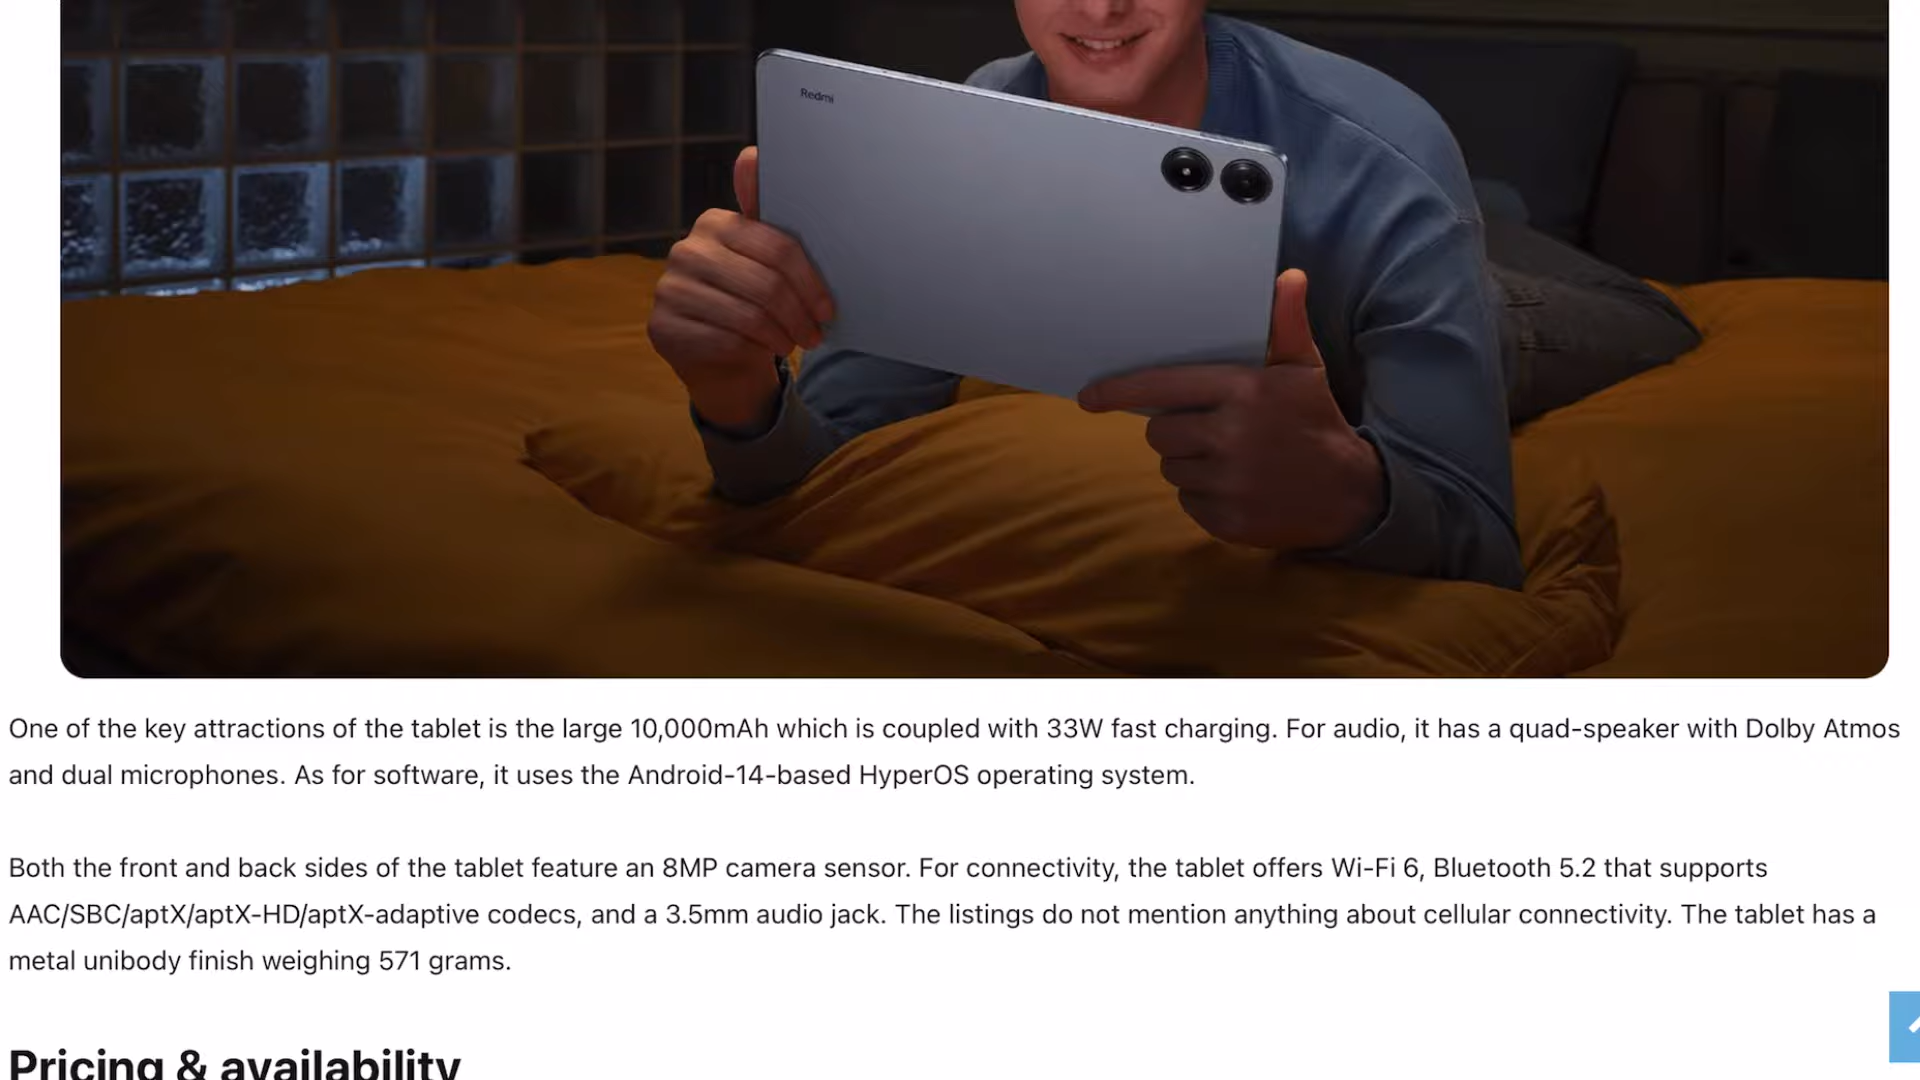 Redmi
One of the key attractions of the tablet is the large 10,000mAh which is coupled with 33W fast charging. For audio, it has a quad-speaker with Dolby Atmos
and dual microphones. As for software, it uses the Android-14-based HyperOS operating system.
Both the front and back sides of the tablet feature an 8MP camera sensor. For connectivity, the tablet offers Wi-Fi 6, Bluetooth 5.2 that supports
AAC/SBC/aptX/aptX-HD/aptX-adaptive codecs, and a 3.5mm audio jack. The listings do not mention anything about cellular connectivity. The tablet has a
metal unibody finish weighing 571 grams.
Pricing & availability